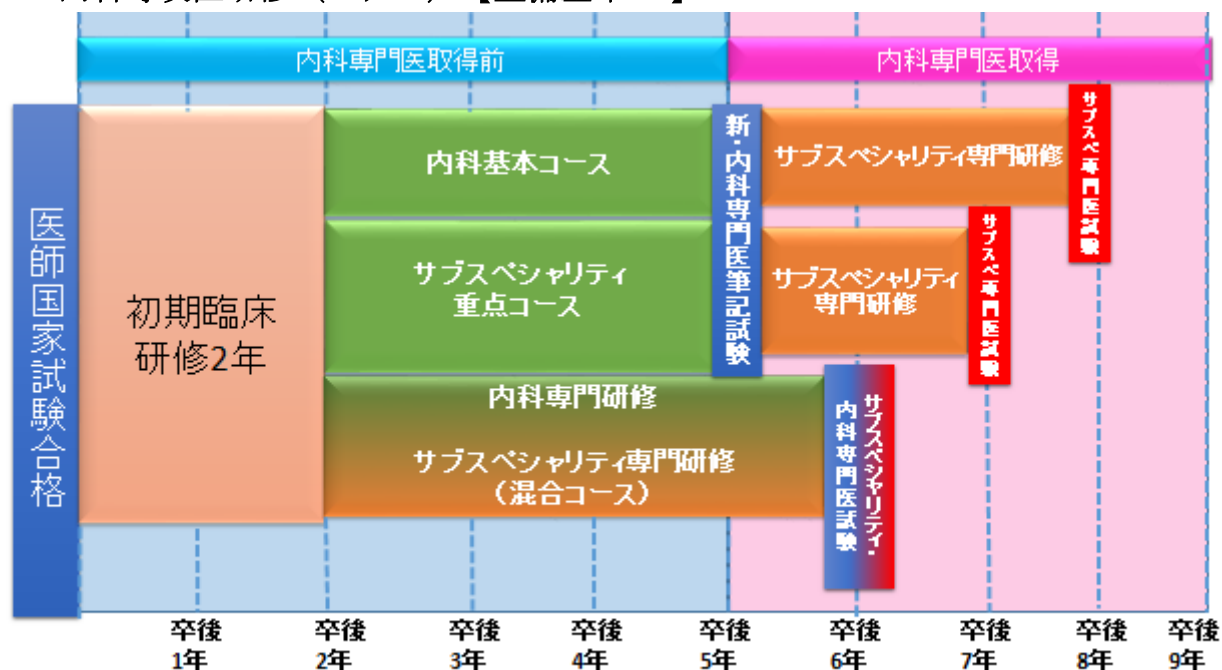 内科専門医取得前
内科専門医取得
医師国家試験合格
初期臨床
研修2年
内科基本コース
新・内科専門医筆記試験
サブスペシャリティ専門研修
サブスペ専門医試験
サブスペシャリティ
重点コース
サブスペシャリティ
専門研修
サブスペ専門医試験
内科専門研修
サブスペシャリティ専門研修
（混合コース）
サブスペシャリティ・
内科専門医試験
卒後
1年
卒後
2年
卒後
3年
卒後
4年
卒後
5年
卒後
6年
卒後
7年
卒後
8年
卒後
9年